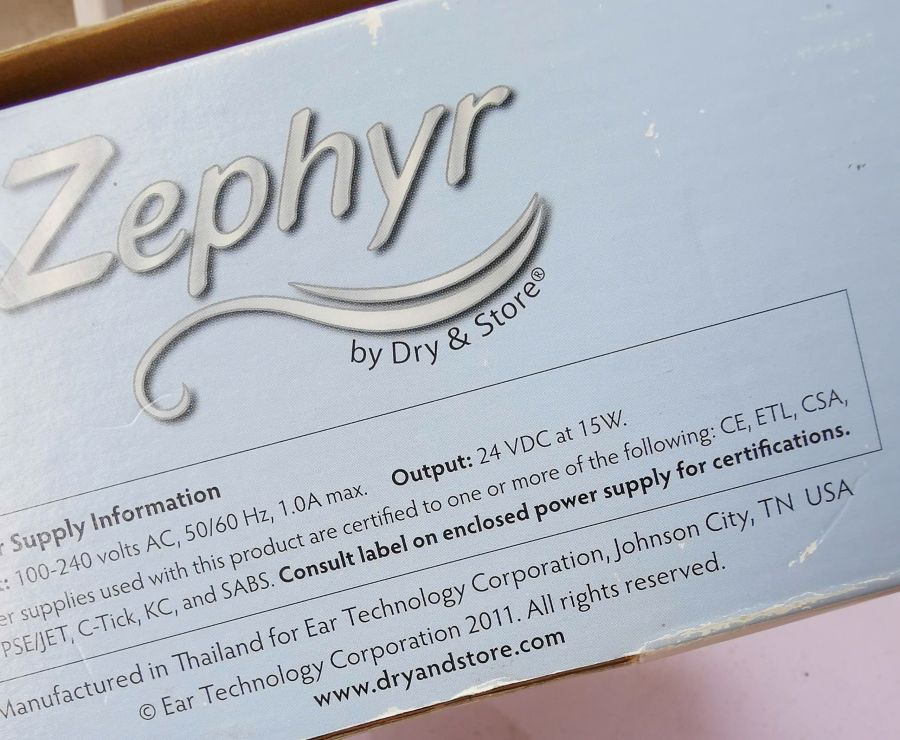 Zephyr
by Dry & Store®
Supply Information
100-240 volts AC, 50/60 Hz, 1.0A max. Output: 24 VDC at 15W.
supplies used with this product are certified to one or more of the following: CE, ETL, CSA,
PSE/JET, C-Tick, KC, and SABS. Consult label on enclosed power supply for certifications.
Manufactured in Thailand for Ear Technology Corporation, Johnson City, TN USA
© Ear Technology Corporation 2011. All rights reserved.
www.dryandstore.com